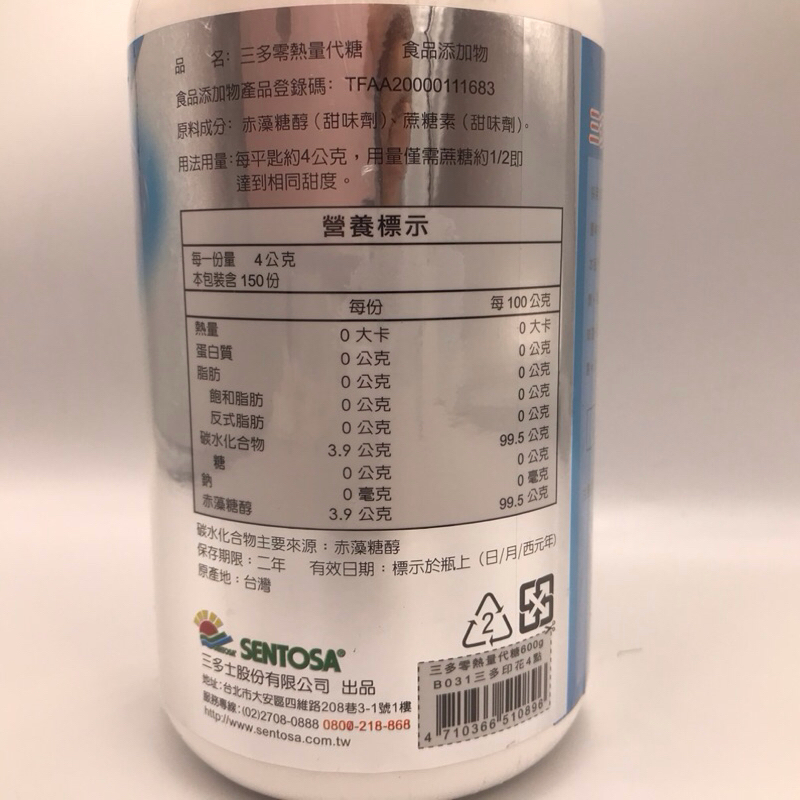 品 名: 三多零熱量代糖 食品添加物
食品添加物產品登錄碼: TFAA20000111683
原料成分: 赤藻糖醇(甜味劑)、蔗糖素(甜味劑)。
用法用量:每平匙約4公克，用量僅需蔗糖約1/2即
達到相同甜度。
營養標示
每一份量 4公克
本包裝含 150份
每份 每100公克
熱量 0 大卡 0 大卡
蛋白質 0 公克 0 公克
脂肪 0 公克 0 公克
飽和脂肪 0 公克 0 公克
反式脂肪 0 公克 0 公克
碳水化合物 3.9 公克 99.5 公克
糖 0 公克 0 公克
鈉 0 毫克 0 毫克
赤藻糖醇 3.9 公克 99.5 公克
碳水化合物主要來源：赤藻糖醇
保存期限：二年 有效日期：標示於瓶上（日/月/西元年)
原產地：台灣
2
SENTOSA®
三多士股份有限公司 出品
地址:台北市大安區四維路208巷3-1號1樓
服務專線:(02)2708-0888 0800-218-868
http://www.sentosa.com.tw
三多零熱量代糖600g
B031三多印花4點
4 710366 510896